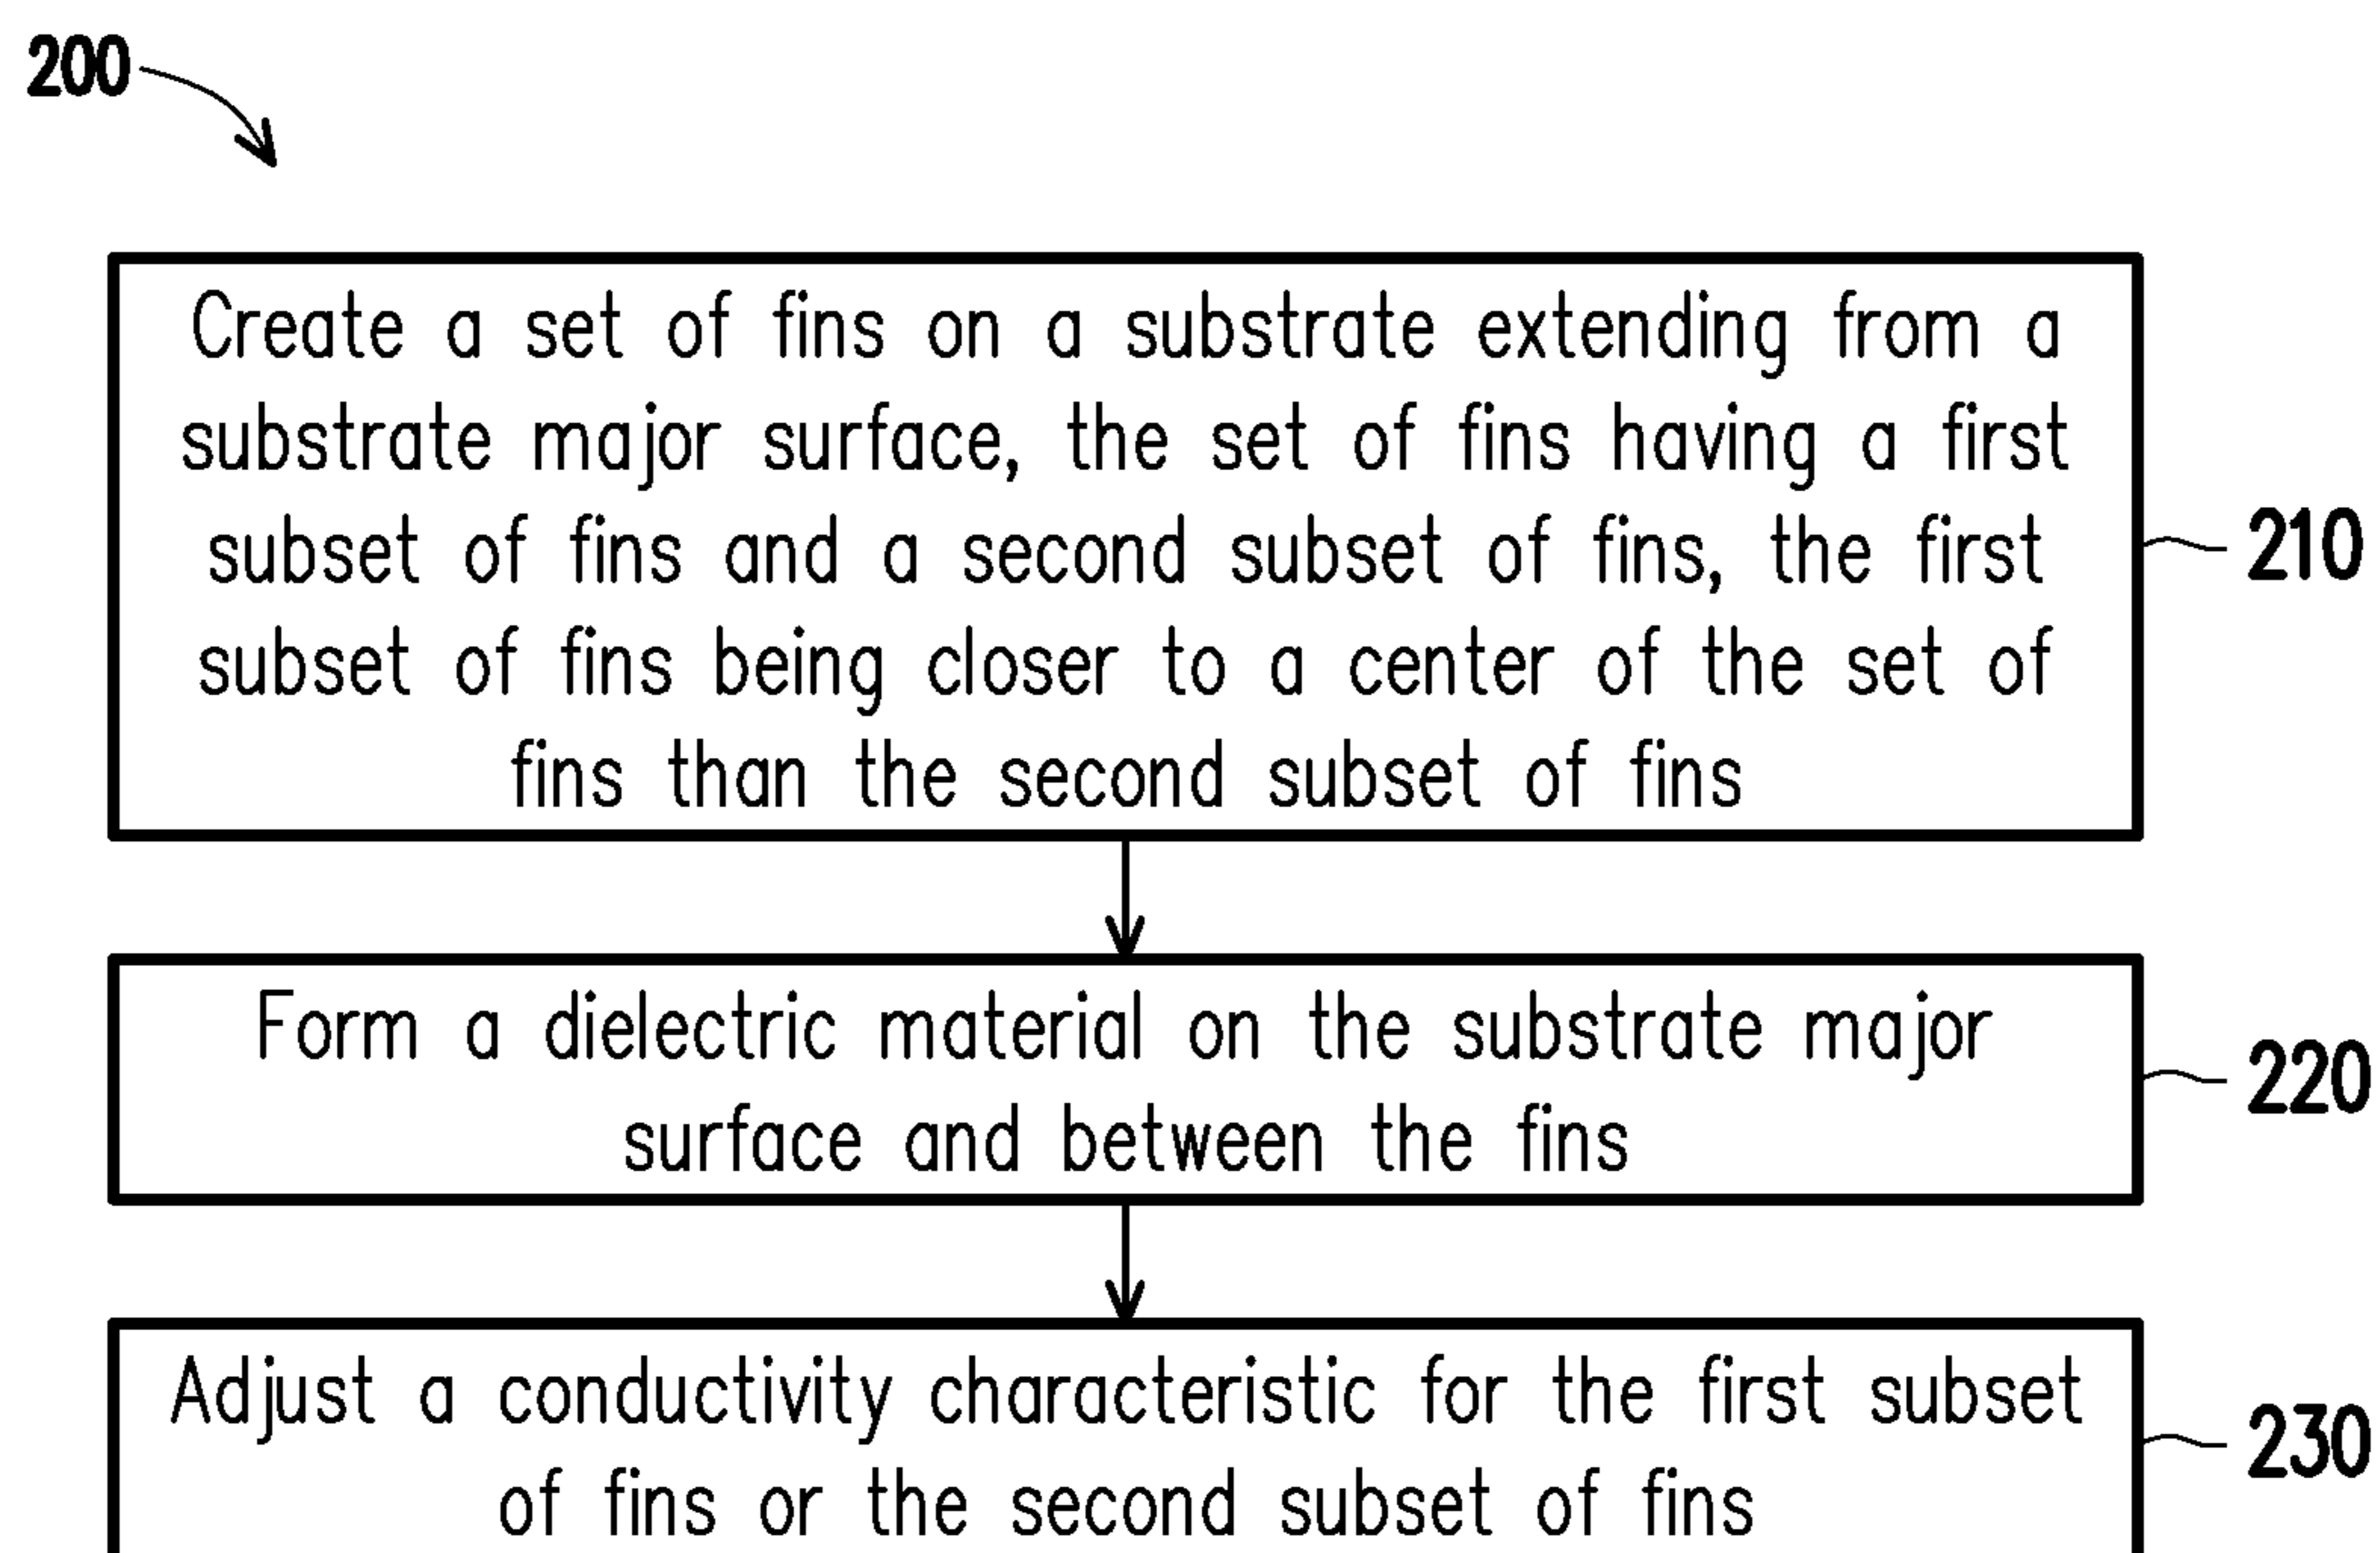 200
Create a set of fins on a substrate extending from a
substrate major surface, the set of fins having a first
subset of fins and a second subset of fins, the first
subset of fins being closer to a center of the set of
fins than the second subset of fins
210
Form a dielectric material on the substrate major
surface and between the fins
220
Adjust a conductivity characteristic for the first subset
of fins or the second subset of fins
230